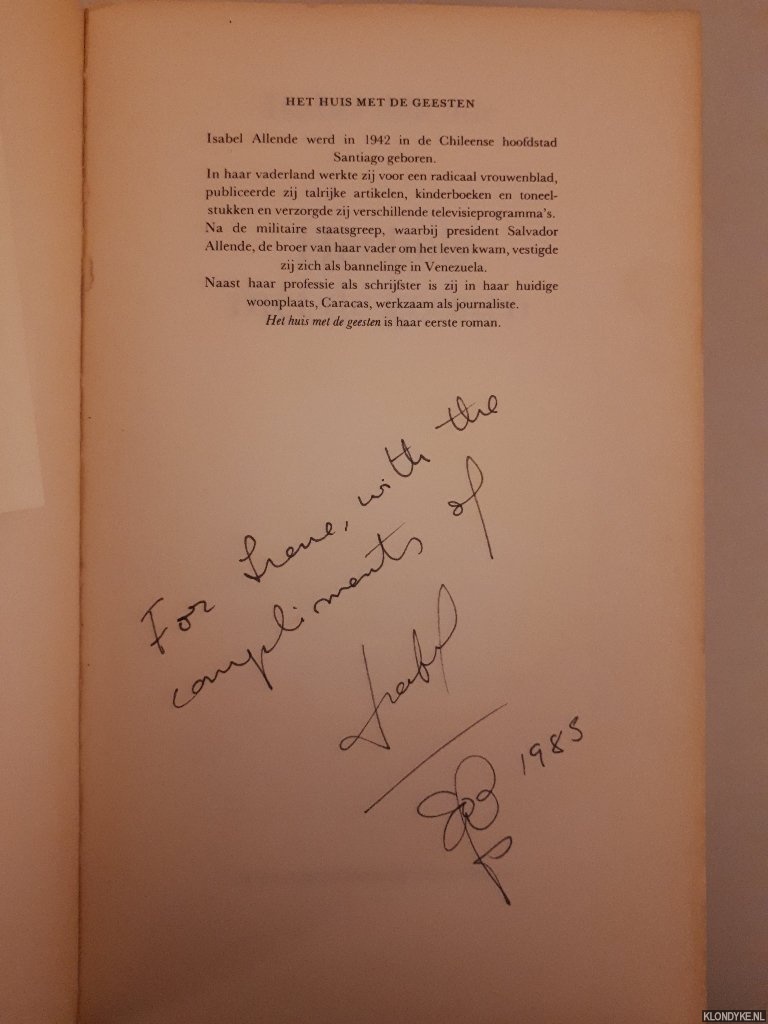 HET HUIS MET DE GEESTEN
Isabel Allende werd in 1942 in de Chileense hoofdstad
Santiago geboren.
In haar vaderland werkte zij voor een radicaal vrouwenblad,
publiceerde zij talrijke artikelen, kinderboeken en toneel-
stukken en verzorgde zij verschillende televisieprogramma's.
Na de militaire staatsgreep, waarbij president Salvador
Allende, de broer van haar vader om het leven kwam, vestigde
zij zich als bannelinge in Venezuela.
Naast haar professie als schrijfster is zij in haar huidige
woonplaats, Caracas, werkzaam als journaliste.
Het huis met de geesten is haar eerste roman.
For Irene, with the
compliments of
Isabel
1985
KLONDYKE.NL